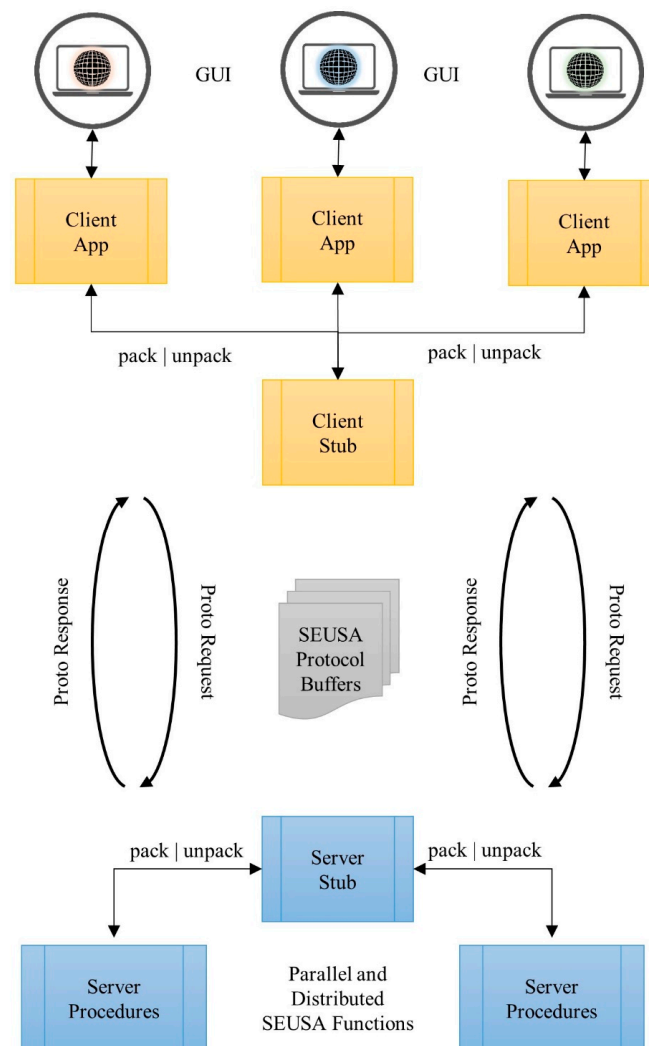 GUI
GUI
Client
App
Client
App
Client
App
pack | unpack
pack | unpack
Client
Stub
Proto Response
Proto Request
SEUSA
Protocol
Buffers
Proto Response
Proto Request
pack | unpack
pack | unpack
Server
Stub
Server
Procedures
Parallel and
Distributed
SEUSA Functions
Server
Procedures